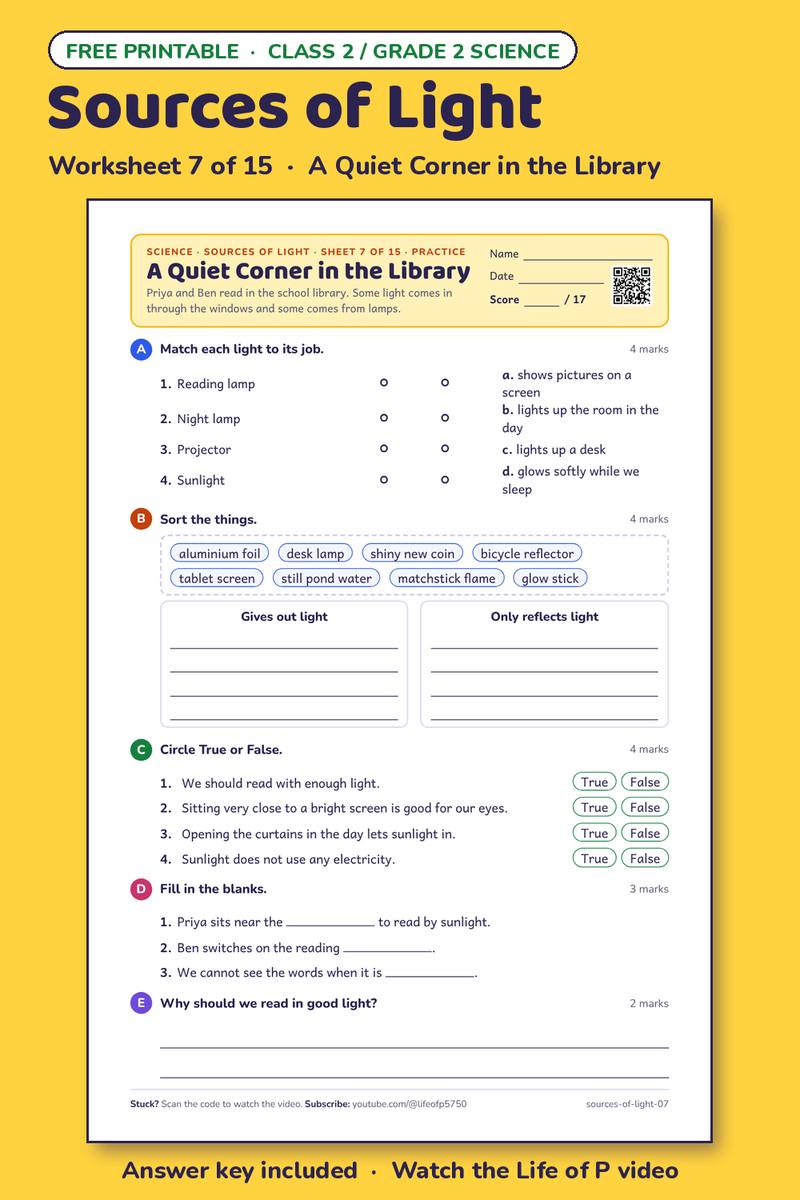 FREE PRINTABLE · CLASS 2 / GRADE 2 SCIENCE
Sources of Light
Worksheet 7 of 15 · A Quiet Corner in the Library
SCIENCE · SOURCES OF LIGHT · SHEET 7 OF 15 · PRACTICE
A Quiet Corner in the Library
Priya and Ben read in the school library. Some light comes in
through the windows and some comes from lamps.
Name
Date
Score / 17
A Match each light to its job. 4 marks
1. Reading lamp
a. shows pictures on a
screen
2. Night lamp
b. lights up the room in the
day
3. Projector
c. lights up a desk
4. Sunlight
d. glows softly while we
sleep
B Sort the things. 4 marks
aluminium foil desk lamp shiny new coin bicycle reflector
tablet screen still pond water matchstick flame glow stick
Gives out light Only reflects light
C Circle True or False. 4 marks
1. We should read with enough light. True False
2. Sitting very close to a bright screen is good for our eyes. True False
3. Opening the curtains in the day lets sunlight in. True False
4. Sunlight does not use any electricity. True False
D Fill in the blanks. 3 marks
1. Priya sits near the ____________ to read by sunlight.
2. Ben switches on the reading ____________.
3. We cannot see the words when it is ____________.
E Why should we read in good light? 2 marks
Stuck? Scan the code to watch the video. Subscribe: youtube.com/@lifeofp5750 sources-of-light-07
Answer key included · Watch the Life of P video